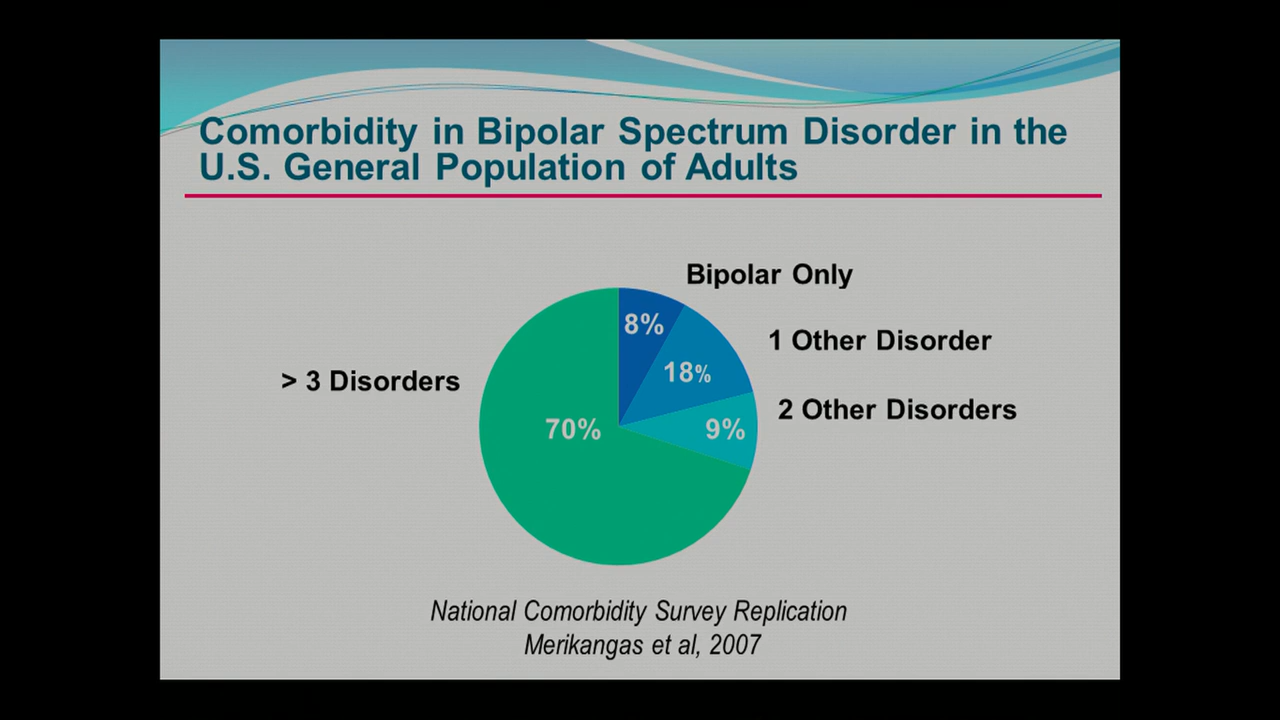 Comorbidity in Bipolar Spectrum Disorder in the
U.S. General Population of Adults
Bipolar Only
8%
1 Other Disorder
18%
2 Other Disorders
9%
> 3 Disorders
70%
National Comorbidity Survey Replication
Merikangas et al, 2007